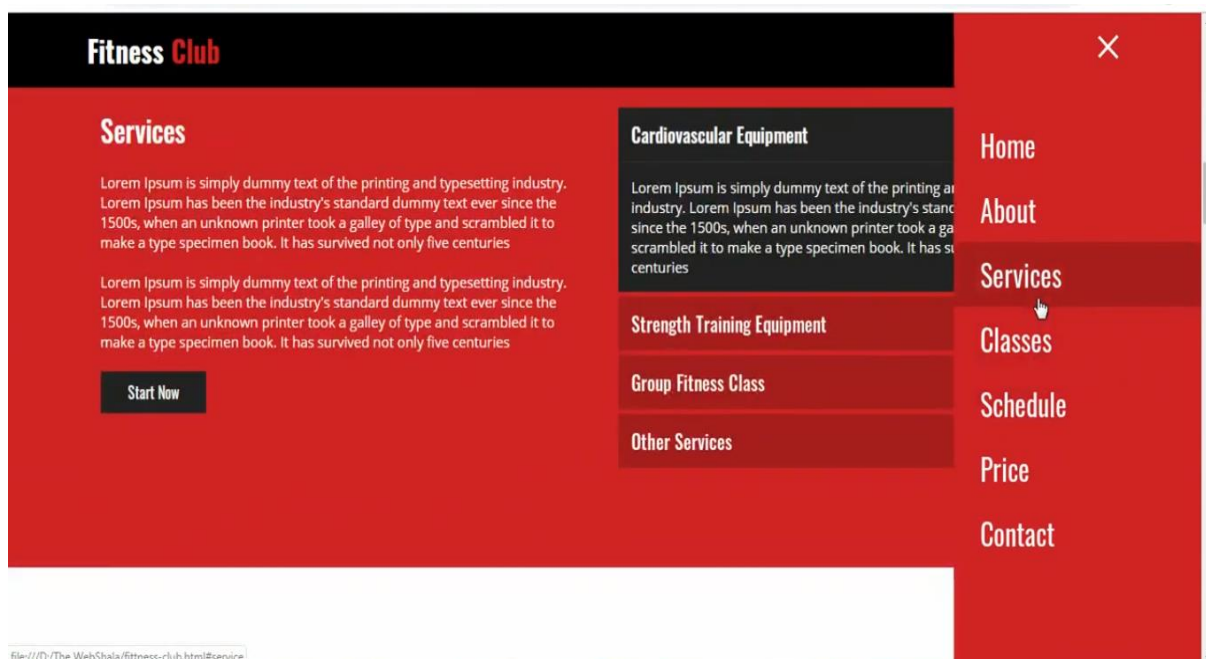 Fitness Club
Services
Lorem Ipsum is simply dummy text of the printing and typesetting industry.
Lorem Ipsum has been the industry's standard dummy text ever since the
1500s, when an unknown printer took a galley of type and scrambled it to
make a type specimen book. It has survived not only five centuries
Lorem Ipsum is simply dummy text of the printing and typesetting industry.
Lorem Ipsum has been the industry's standard dummy text ever since the
1500s, when an unknown printer took a galley of type and scrambled it to
make a type specimen book. It has survived not only five centuries
Start Now
Cardiovascular Equipment
Lorem Ipsum is simply dummy text of the printing
industry. Lorem Ipsum has been the industry's
since the 1500s, when an unknown printer took a
scrambled it to make a type specimen book. It has
centuries
Strength Training Equipment
Group Fitness Class
Other Services
Home
About
Services
Classes
Schedule
Price
Contact
file:///D:/The WebShala/fittness-club.html#service